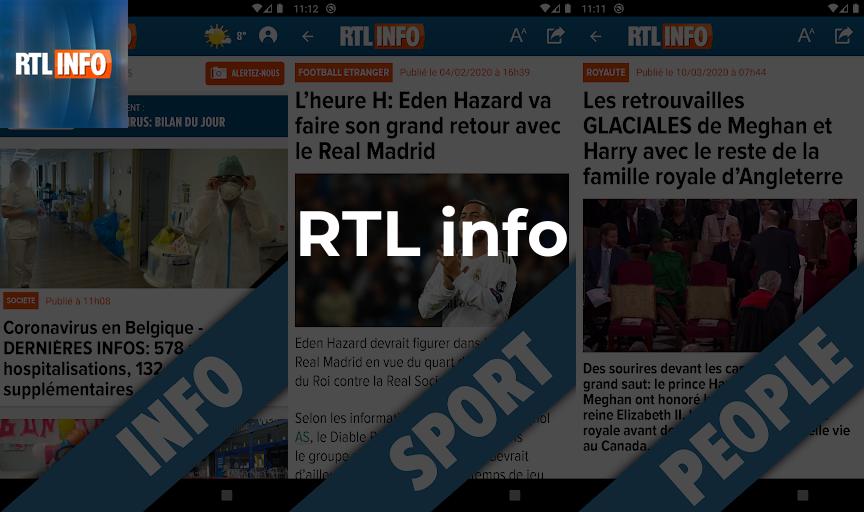 RTL INFO
8°
ALERTEZ-NOUS
BILAN DU JOUR
SOCIÉTÉ Publié à 11h08
Coronavirus en Belgique -
DERNIÈRES INFOS: 578
hospitalisations, 132
supplémentaires
INFO
11:12
RTL INFO
FOOTBALL ETRANGER Publié le 04/02/2020 à 16h39
L'heure H: Eden Hazard va
faire son grand retour avec
le Real Madrid
RTL info
Eden Hazard devrait figurer dans
Real Madrid en vue du quart
du Roi contre la Real
Selon les
AS, le Diable
le groupe
temps de jeu
SPORT
11:11
RTL INFO
ROYAUTE Publié le 10/03/2020 à 07h44
Les retrouvailles
GLACIALES de Meghan et
Harry avec le reste de la
famille royale d'Angleterre
Des sourires devant les
grand saut: le prince
Meghan ont honoré
reine Elizabeth II.
royale avant vie
au Canada.
PEOPLE